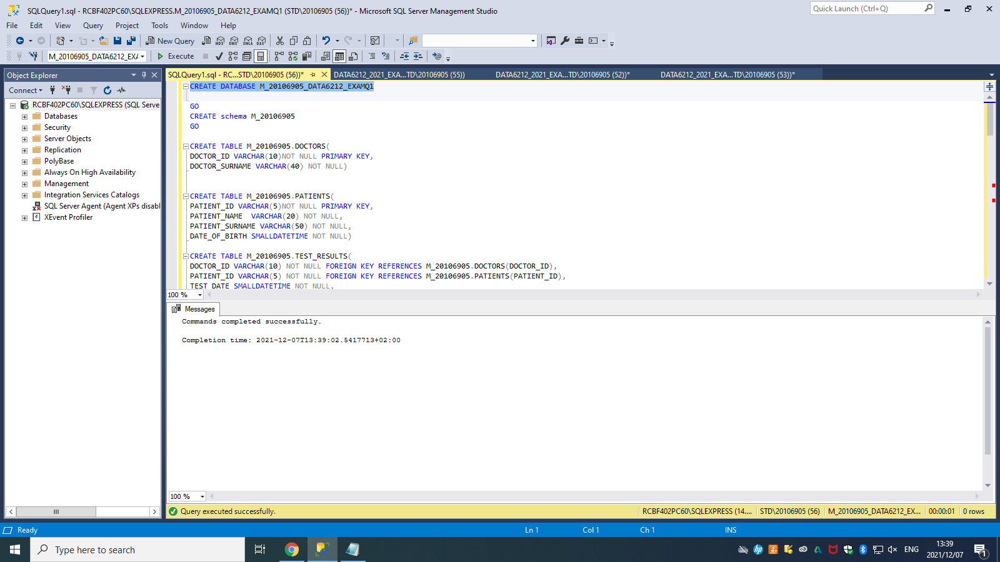 SQLQuery1.sql - RCBF402PC60\SQLEXPRESS.M_20106905_DATA6212_EXAMQ1 (STD\20106905 (56))* - Microsoft SQL Server Management Studio
Quick Launch (Ctrl+Q)
File Edit View Query Project Tools Window Help
New Query
MDX DMX XMLA DAX
M_20106905_DATA6212_EXA
Execute
Object Explorer
SQLQuery1.sql - RC...STD\20106905 (56))*
DATA6212_2021_EXA...TD\20106905 (55))
DATA6212_2021_EXA...TD\20106905 (52))*
DATA6212_2021_EXA...TD\20106905 (53))*
Connect
RCBF402PC60\SQLEXPRESS (SQL Serve
Databases
Security
Server Objects
Replication
PolyBase
Always On High Availability
Management
Integration Services Catalogs
SQL Server Agent (Agent XPs disabl
XEvent Profiler
CREATE DATABASE M_20106905_DATA6212_EXAMQ1
GO
CREATE schema M_20106905
GO
CREATE TABLE M_20106905.DOCTORS(
DOCTOR_ID VARCHAR(10)NOT NULL PRIMARY KEY,
DOCTOR_SURNAME VARCHAR(40) NOT NULL)
CREATE TABLE M_20106905.PATIENTS(
PATIENT_ID VARCHAR(5)NOT NULL PRIMARY KEY,
PATIENT_NAME  VARCHAR(20) NOT NULL,
PATIENT_SURNAME VARCHAR(50) NOT NULL,
DATE_OF_BIRTH SMALLDATETIME NOT NULL)
CREATE TABLE M_20106905.TEST_RESULTS(
DOCTOR_ID VARCHAR(10) NOT NULL FOREIGN KEY REFERENCES M_20106905.DOCTORS(DOCTOR_ID),
PATIENT_ID VARCHAR(5) NOT NULL FOREIGN KEY REFERENCES M_20106905.PATIENTS(PATIENT_ID),
TEST_DATE SMALLDATETIME NOT NULL,
100 %
Messages
Commands completed successfully.
Completion time: 2021-12-07T13:39:02.5417713+02:00
100 %
Query executed successfully.
RCBF402PC60\SQLEXPRESS (14....
STD\20106905 (56)
M_20106905_DATA6212_EX...
00:00:01
0 rows
Ready
Ln 1
Col 1
Ch 1
INS
Type here to search
ENG
13:39
2021/12/07
1